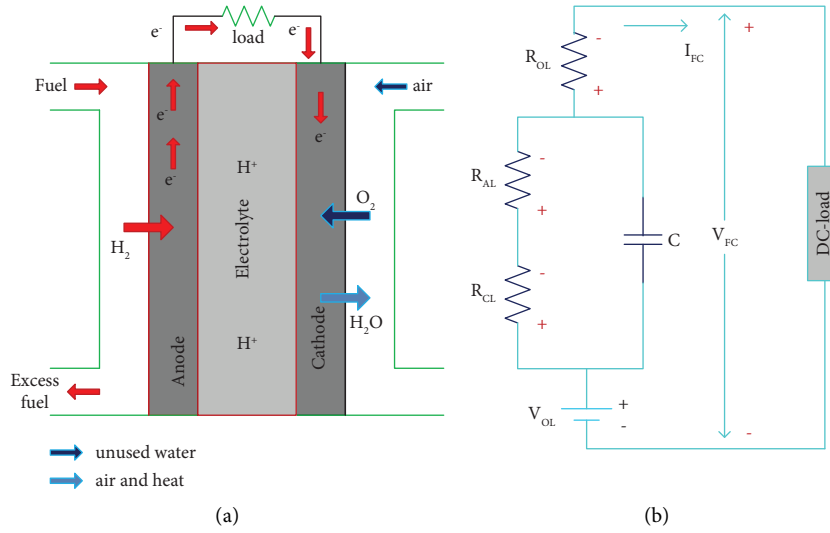 e⁻
load
e⁻
Fuel
air
e⁻
e⁻
e⁻
H⁺
H₂
Electrolyte
O₂
H₂O
H⁺
Anode
Cathode
Excess
fuel
unused water
air and heat
(a)
R_OL
-
+
I_FC
+
R_AL
-
+
C
V_FC
DC-load
R_CL
-
+
V_OL
+
-
-
(b)